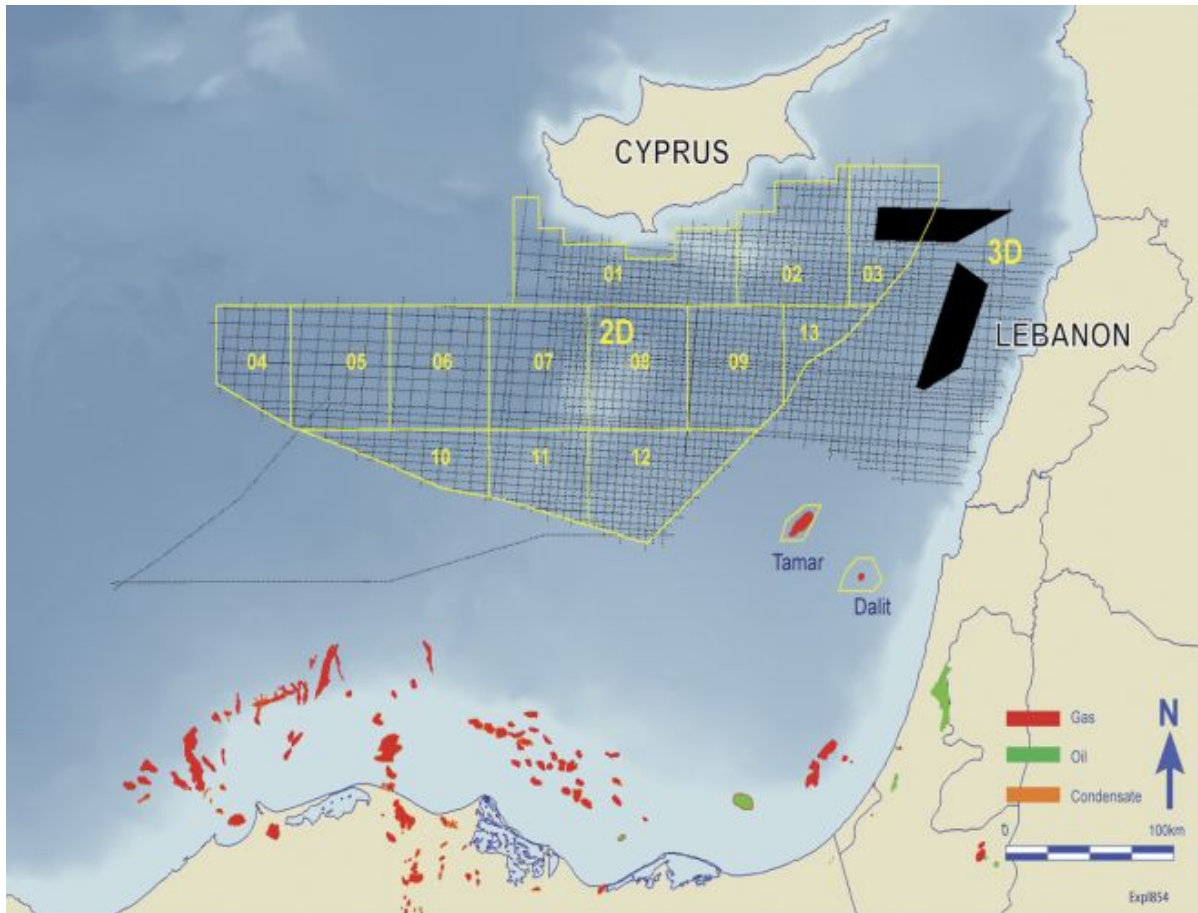 CYPRUS
3D
01
02
03
LEBANON
2D
13
04
05
06
07
08
09
10
11
12
Tamar
Dalit
N
Gas
Oil
Condensate
0
100km
Expl854